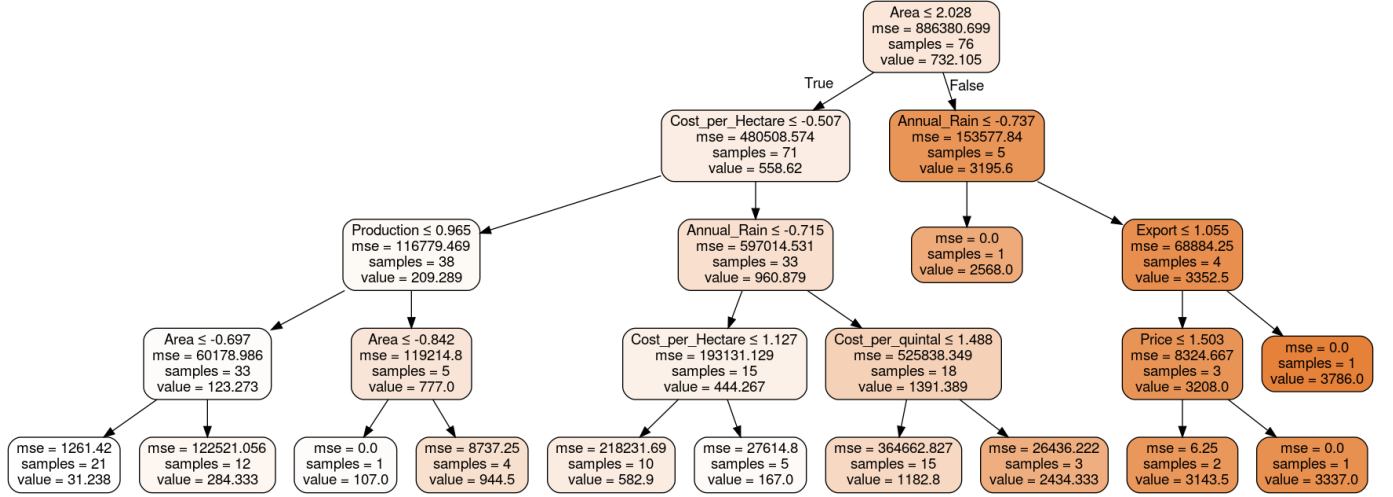 Area ≤ 2.028
mse = 886380.699
samples = 76
value = 732.105
True
False
Cost_per_Hectare ≤ -0.507
mse = 480508.574
samples = 71
value = 558.62
Annual_Rain ≤ -0.737
mse = 153577.84
samples = 5
value = 3195.6
Production ≤ 0.965
mse = 116779.469
samples = 38
value = 209.289
Annual_Rain ≤ -0.715
mse = 597014.531
samples = 33
value = 960.879
mse = 0.0
samples = 1
value = 2568.0
Export ≤ 1.055
mse = 68884.25
samples = 4
value = 3352.5
Area ≤ -0.697
mse = 60178.986
samples = 33
value = 123.273
Area ≤ -0.842
mse = 119214.8
samples = 5
value = 777.0
Cost_per_Hectare ≤ 1.127
mse = 193131.129
samples = 15
value = 444.267
Cost_per_quintal ≤ 1.488
mse = 525838.349
samples = 18
value = 1391.389
Price ≤ 1.503
mse = 8324.667
samples = 3
value = 3208.0
mse = 0.0
samples = 1
value = 3786.0
mse = 1261.42
samples = 21
value = 31.238
mse = 122521.056
samples = 12
value = 284.333
mse = 0.0
samples = 1
value = 107.0
mse = 8737.25
samples = 4
value = 944.5
mse = 218231.69
samples = 10
value = 582.9
mse = 27614.8
samples = 5
value = 167.0
mse = 364662.827
samples = 15
value = 1182.8
mse = 26436.222
samples = 3
value = 2434.333
mse = 6.25
samples = 2
value = 3143.5
mse = 0.0
samples = 1
value = 3337.0